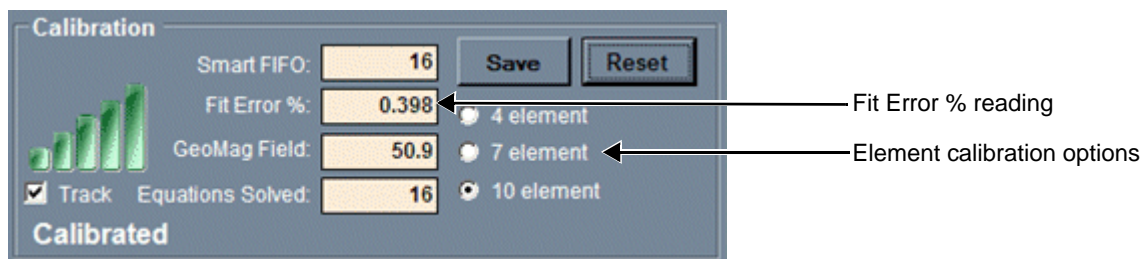 Calibration
Smart FIFO: 16 Save Reset
Fit Error %: 0.398 4 element Fit Error % reading
GeoMag Field: 50.9 7 element Element calibration options
Track Equations Solved: 16 10 element
Calibrated